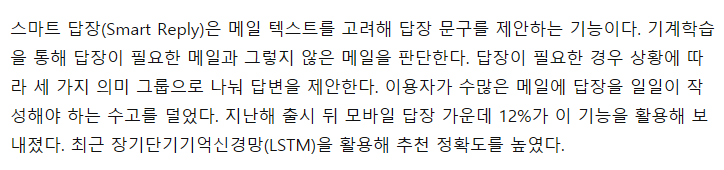 스마트 답장(Smart Reply)은 메일 텍스트를 고려해 답장 문구를 제안하는 기능이다. 기계학습
을 통해 답장이 필요한 메일과 그렇지 않은 메일을 판단한다. 답장이 필요한 경우 상황에 따
라 세 가지 의미 그룹으로 나눠 답변을 제안한다. 이용자가 수많은 메일에 답장을 일일이 작
성해야 하는 수고를 덜었다. 지난해 출시 뒤 모바일 답장 가운데 12%가 이 기능을 활용해 보
내졌다. 최근 장기단기기억신경망(LSTM)을 활용해 추천 정확도를 높였다.